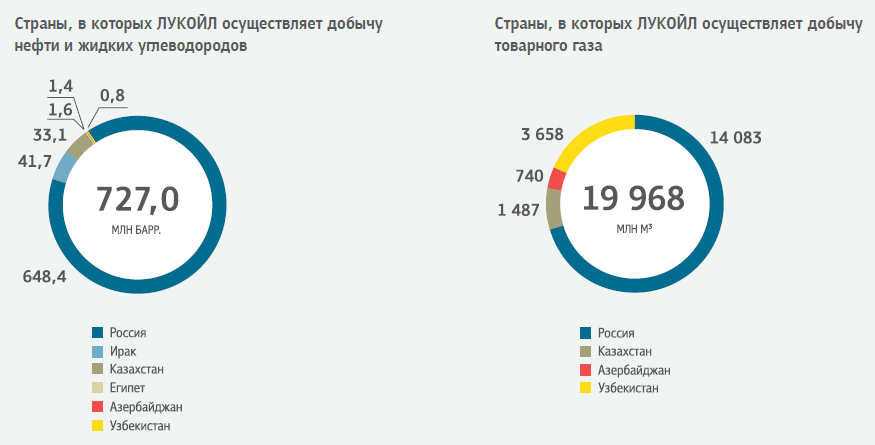 Страны, в которых ЛУКОЙЛ осуществляет добычу
нефти и жидких углеводородов
1,4
0,8
1,6
33,1
41,7
727,0
МЛН БАРР.
648,4
Россия
Ирак
Казахстан
Египет
Азербайджан
Узбекистан
Страны, в которых ЛУКОЙЛ осуществляет добычу
товарного газа
3 658
14 083
740
1 487
19 968
МЛН М³
Россия
Казахстан
Азербайджан
Узбекистан